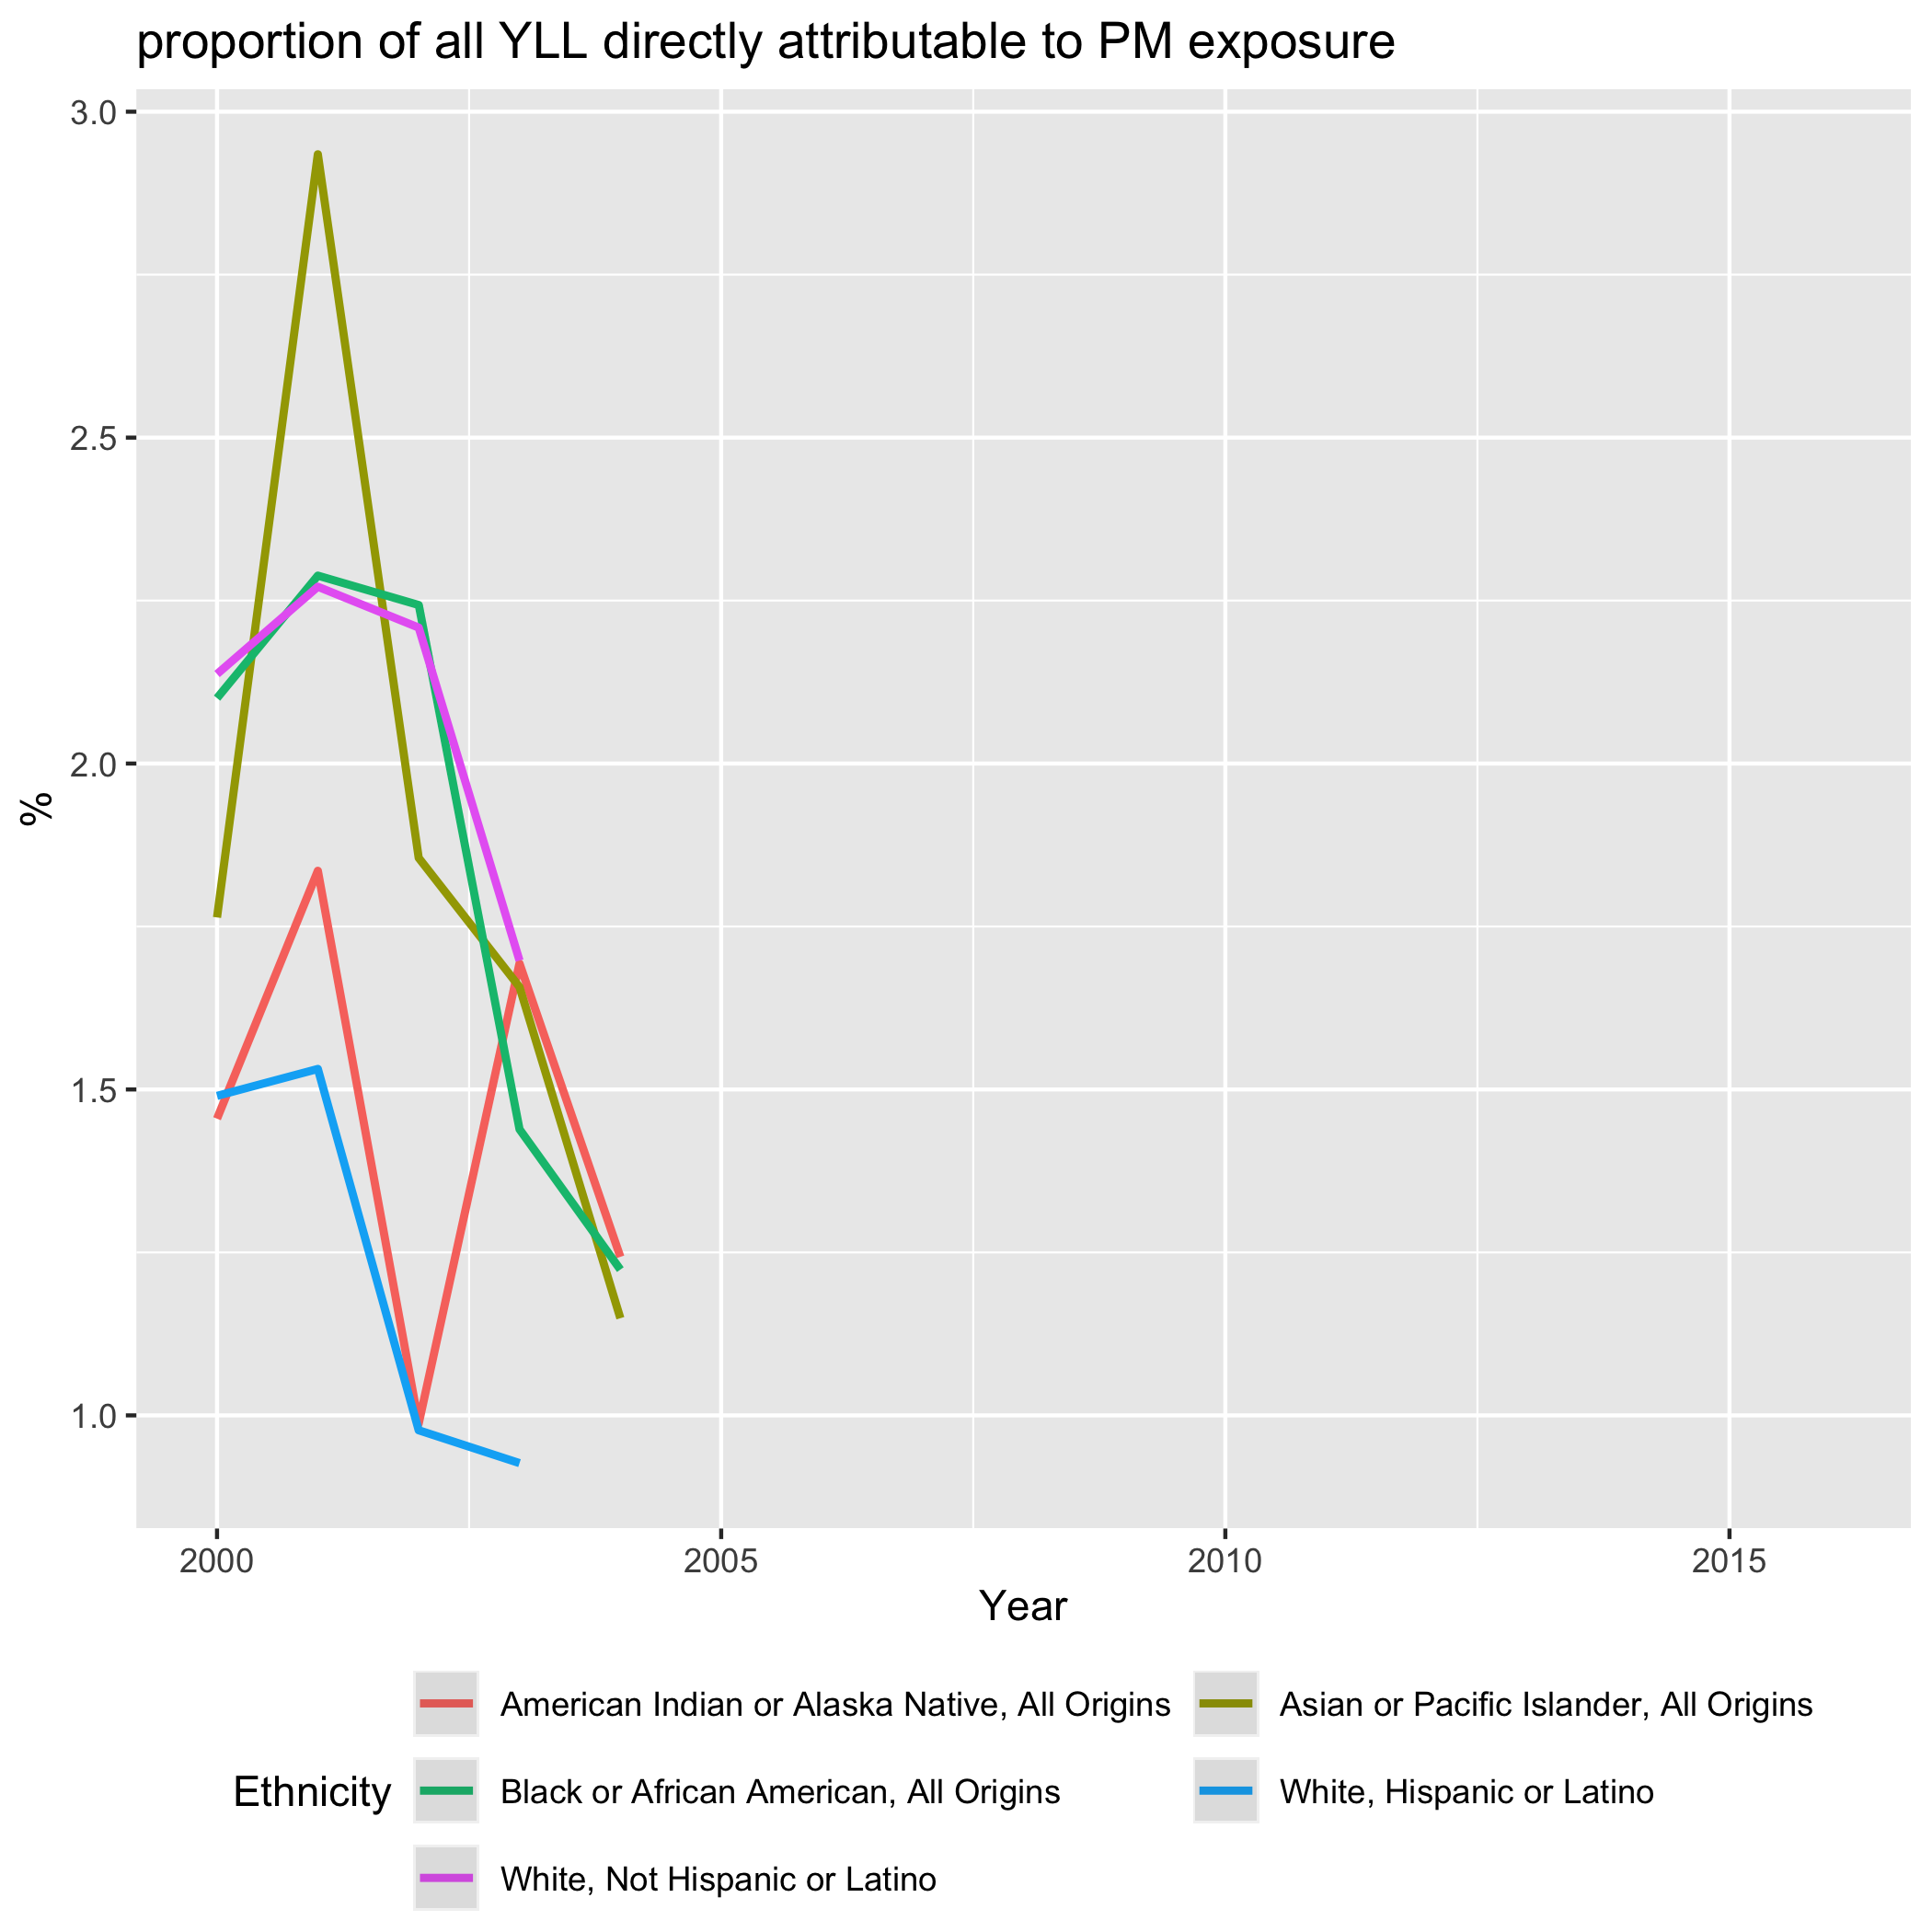 proportion of all YLL directly attributable to PM exposure
3.0
2.5
2.0
1.5
1.0
%
2000 2005 2010 2015
Year
Ethnicity
American Indian or Alaska Native, All Origins
Asian or Pacific Islander, All Origins
Black or African American, All Origins
White, Hispanic or Latino
White, Not Hispanic or Latino